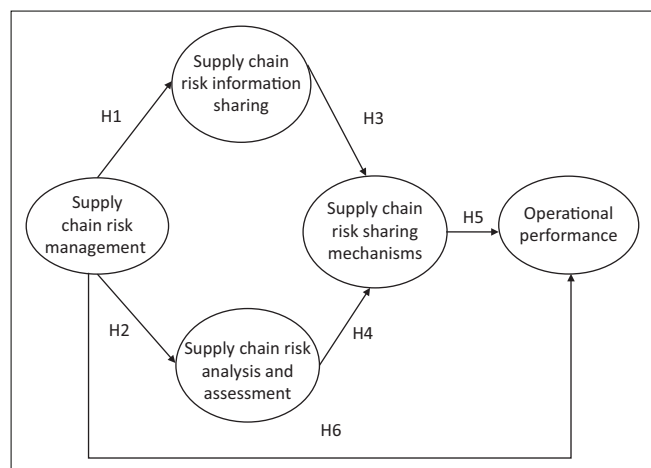 Supply chain
risk information
sharing
H1
H3
Supply
chain risk
management
Supply chain
risk sharing
mechanisms
H5
Operational
performance
H2
H4
Supply chain risk
analysis and
assessment
H6